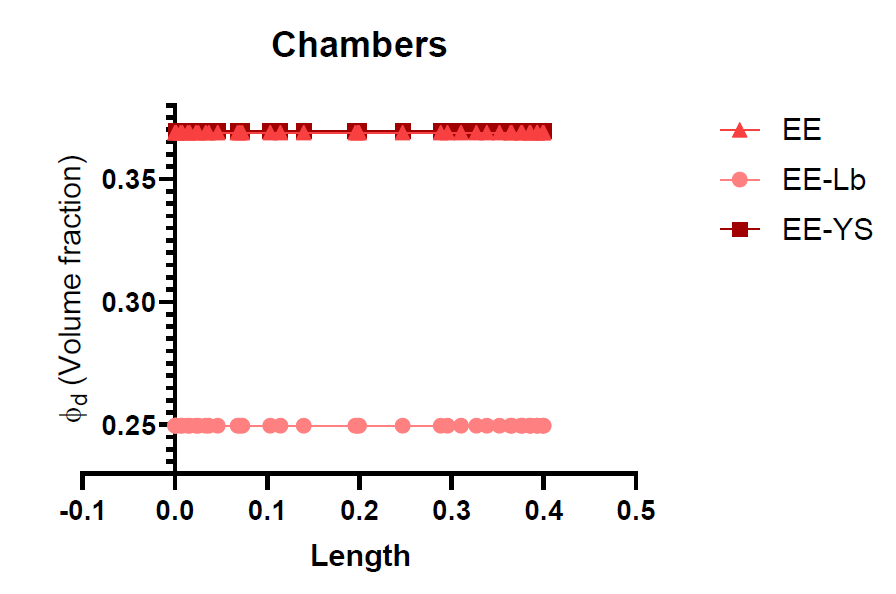 Chambers
EE
EE-Lb
EE-YS
ϕd (Volume fraction)
0.35
0.30
0.25
-0.1 0.0 0.1 0.2 0.3 0.4 0.5
Length